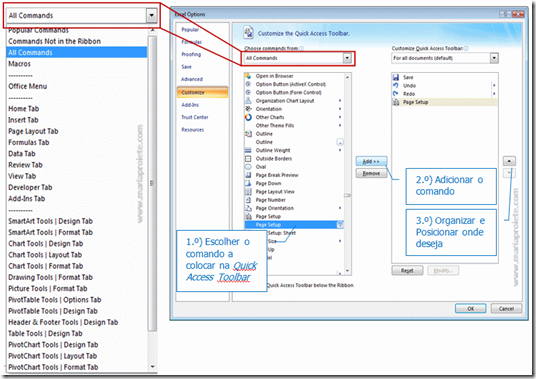 All Commands
Popular Commands
Commands Not in the Ribbon
All Commands
Macros
----------
Office Menu
----------
Home Tab
Insert Tab
Page Layout Tab
Formulas Tab
Data Tab
Review Tab
View Tab
Developer Tab
Add-Ins Tab
----------
SmartArt Tools | Design Tab
SmartArt Tools | Format Tab
Chart Tools | Design Tab
Chart Tools | Layout Tab
Chart Tools | Format Tab
Drawing Tools | Format Tab
Picture Tools | Format Tab
PivotTable Tools | Options Tab
PivotTable Tools | Design Tab
Header & Footer Tools | Design Tab
Table Tools | Design Tab
PivotChart Tools | Design Tab
PivotChart Tools | Layout Tab
PivotChart Tools | Format Tab
www.mariaprojete.com
Excel Options
Popular
Formulas
Proofing
Save
Advanced
Customize
Add-Ins
Trust Center
Resources
Customize the Quick Access Toolbar.
Choose commands from:
All Commands
Open in Browser
Option Button (ActiveX Control)
Option Button (Form Control)
Organization Chart Layout
Orientation
Other Charts
Other Theme Fills
Outline
Outline
Outline Weight
Outside Borders
Oval
Page Break Preview
Page Down
Page Layout View
Page Number
Page Orientation
Page Setup
Page Setup
Setup: Sheet
Size
Up
Add >>
Remove
Customize Quick Access Toolbar:
For all documents (default)
Save
Undo
Redo
Page Setup
Reset
Modify...
Quick Access Toolbar below the Ribbon
OK
Cancel
1.º) Escolher o
comando a
colocar na Quick
Access Toolbar
2.º) Adicionar o
comando
3.º) Organizar e
Posicionar onde
deseja